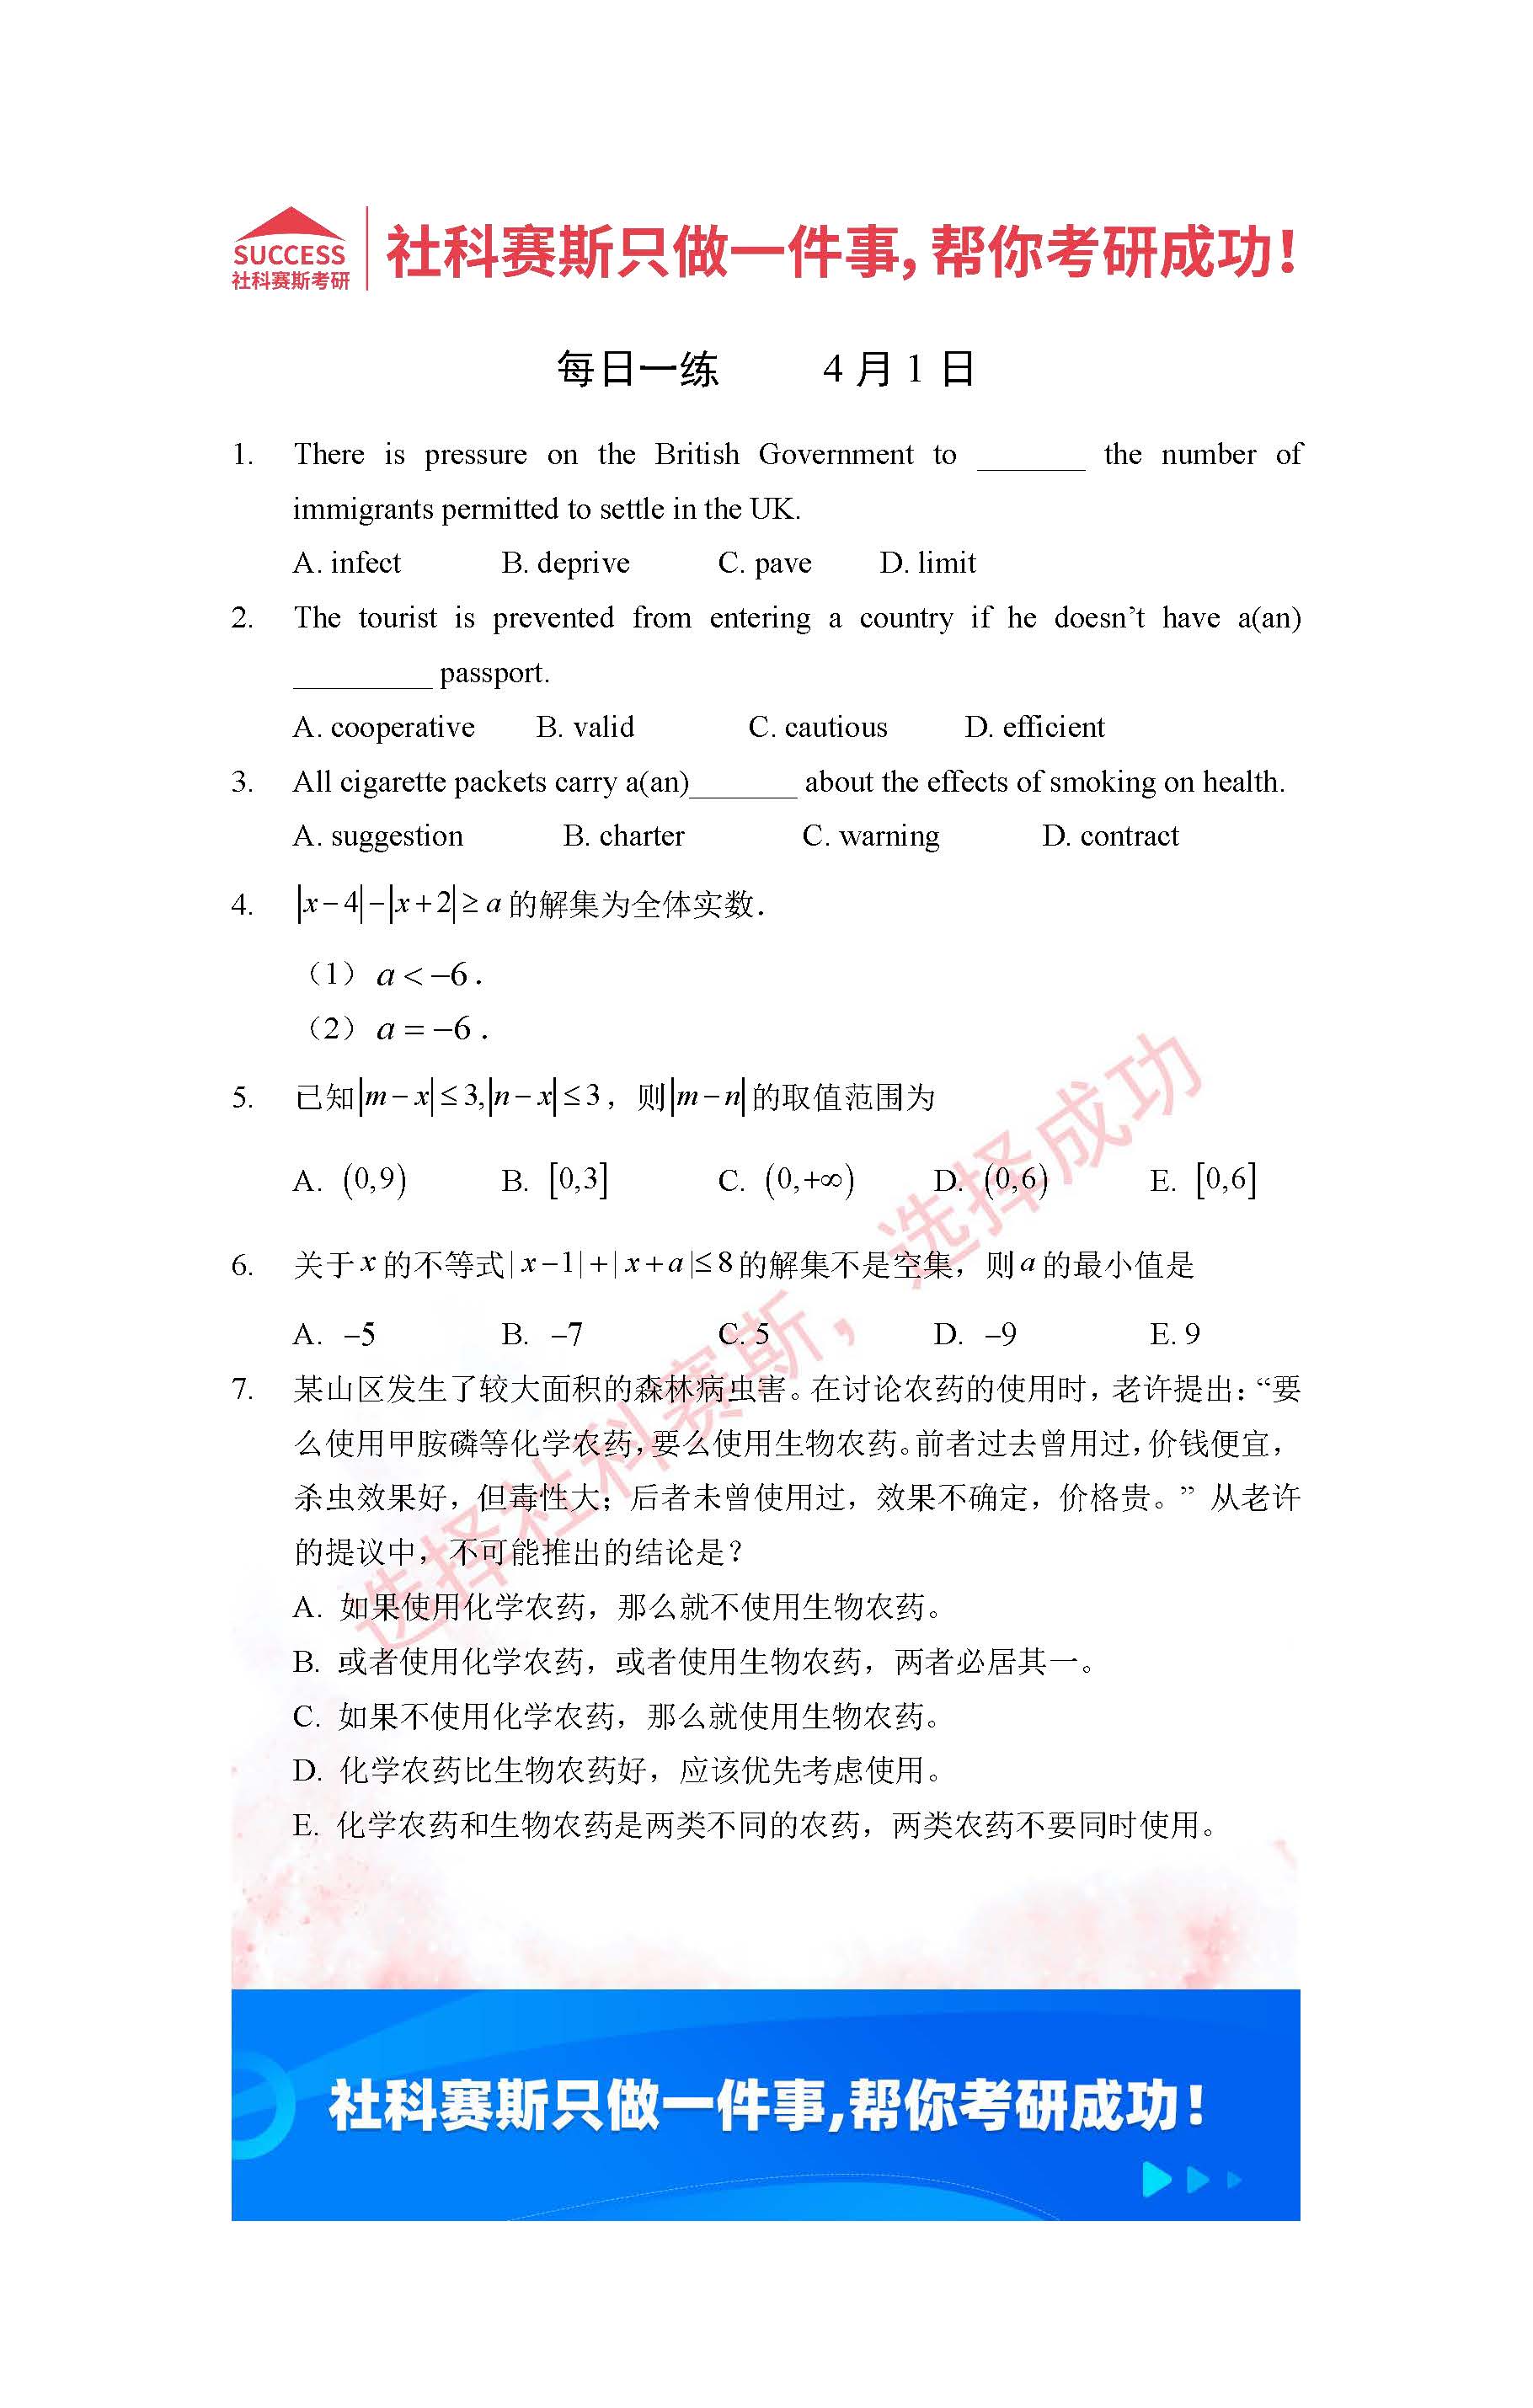 SUCCESS
社科赛斯考研
社科赛斯只做一件事，帮你考研成功！
每日一练 4月1日
1. There is pressure on the British Government to _______ the number of
immigrants permitted to settle in the UK.
A. infect B. deprive C. pave D. limit
2. The tourist is prevented from entering a country if he doesn’t have a(an)
_________ passport.
A. cooperative B. valid C. cautious D. efficient
3. All cigarette packets carry a(an)_______ about the effects of smoking on health.
A. suggestion B. charter C. warning D. contract
4. |x−4|−|x+2|≥a的解集为全体实数.
（1）a<−6.
（2）a=−6.
5. 已知|m−x|≤3,|n−x|≤3，则|m−n|的取值范围为
A. (0,9) B. [0,3] C. (0,+∞) D. (0,6) E. [0,6]
6. 关于x的不等式|x−1|+|x+a|≤8的解集不是空集，则a的最小值是
A. −5 B. −7 C. 5 D. −9 E. 9
7. 某山区发生了较大面积的森林病虫害。在讨论农药的使用时，老许提出：“要
么使用甲胺磷等化学农药，要么使用生物农药。前者过去曾用过，价钱便宜，
杀虫效果好，但毒性大；后者未曾使用过，效果不确定，价格贵。” 从老许
的提议中，不可能推出的结论是？
A. 如果使用化学农药，那么就不使用生物农药。
B. 或者使用化学农药，或者使用生物农药，两者必居其一。
C. 如果不使用化学农药，那么就使用生物农药。
D. 化学农药比生物农药好，应该优先考虑使用。
E. 化学农药和生物农药是两类不同的农药，两类农药不要同时使用。
选择社科赛斯，选择成功
社科赛斯只做一件事,帮你考研成功！